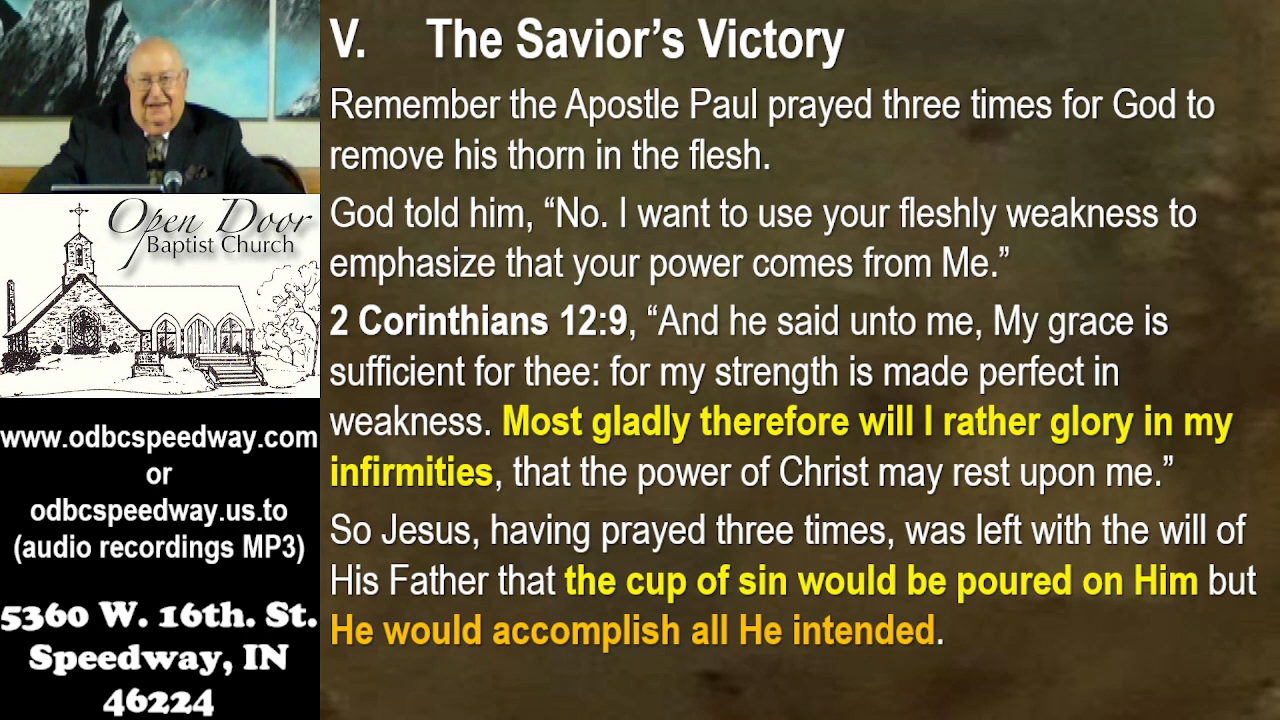 V. The Savior’s Victory
Remember the Apostle Paul prayed three times for God to
remove his thorn in the flesh.
God told him, “No. I want to use your fleshly weakness to
emphasize that your power comes from Me.”
2 Corinthians 12:9, “And he said unto me, My grace is
sufficient for thee: for my strength is made perfect in
weakness. Most gladly therefore will I rather glory in my
infirmities, that the power of Christ may rest upon me.”
So Jesus, having prayed three times, was left with the will of
His Father that the cup of sin would be poured on Him but
He would accomplish all He intended.
Open Door
Baptist Church
www.odbcspeedway.com
or
odbcspeedway.us.to
(audio recordings MP3)
5360 W. 16th. St.
Speedway, IN
46224